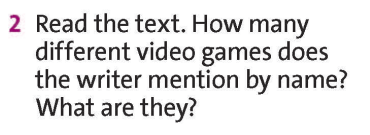 2 Read the text. How many
different video games does
the writer mention by name?
What are they?